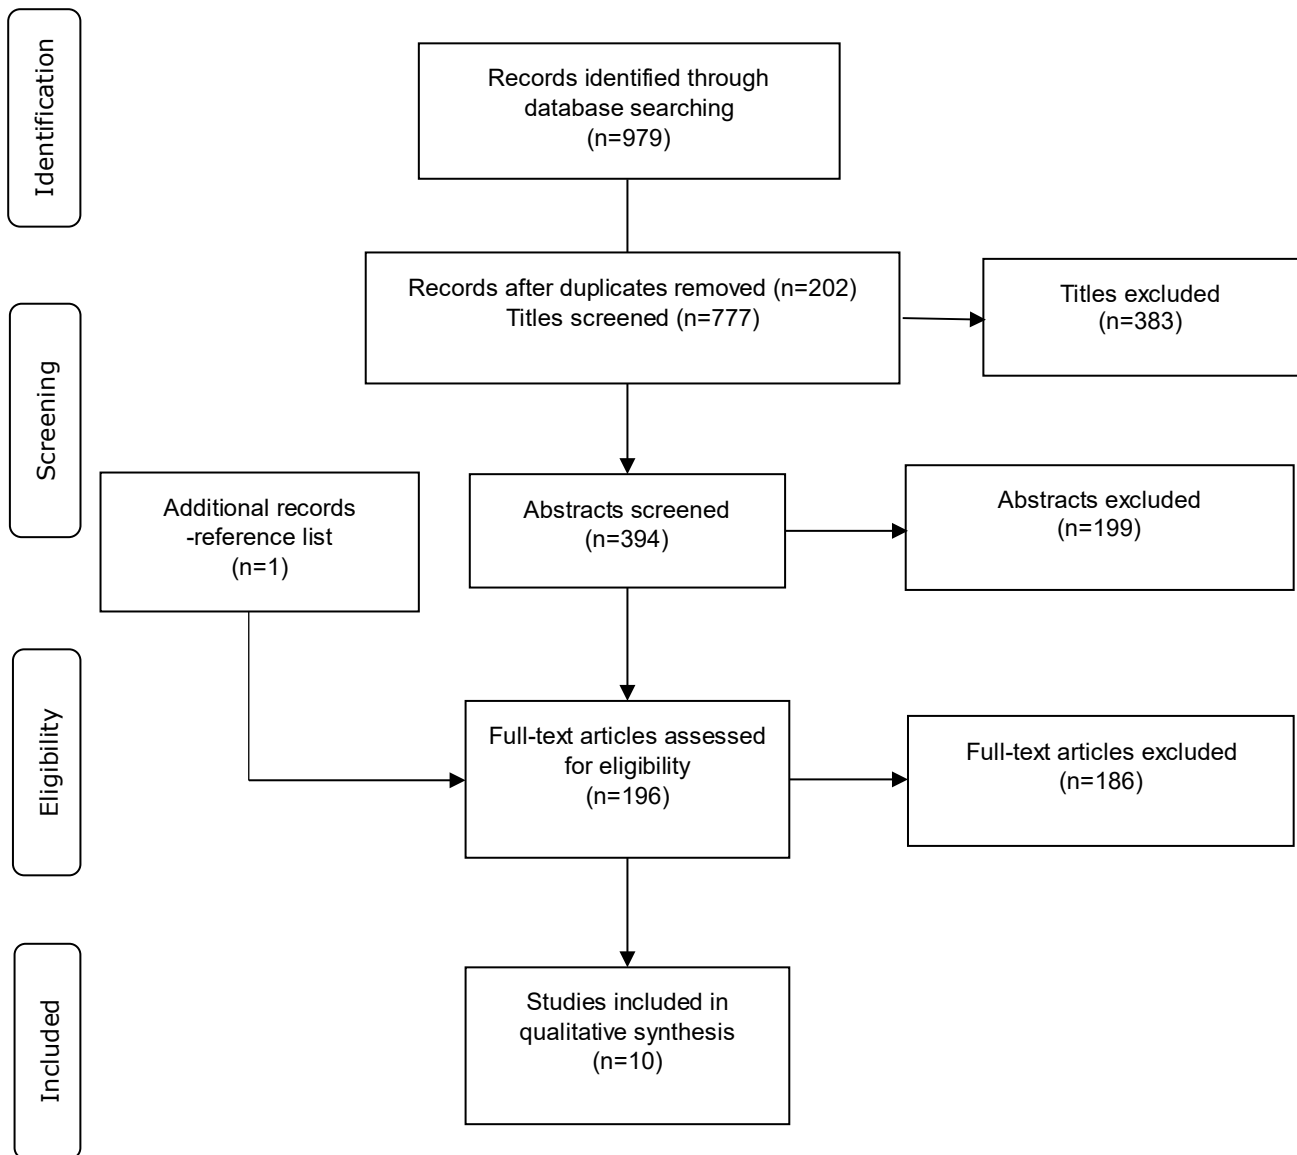 Identification
Records identified through
database searching
(n=979)
Records after duplicates removed (n=202)
Titles screened (n=777)
Titles excluded
(n=383)
Screening
Additional records
-reference list
(n=1)
Abstracts screened
(n=394)
Abstracts excluded
(n=199)
Eligibility
Full-text articles assessed
for eligibility
(n=196)
Full-text articles excluded
(n=186)
Included
Studies included in
qualitative synthesis
(n=10)